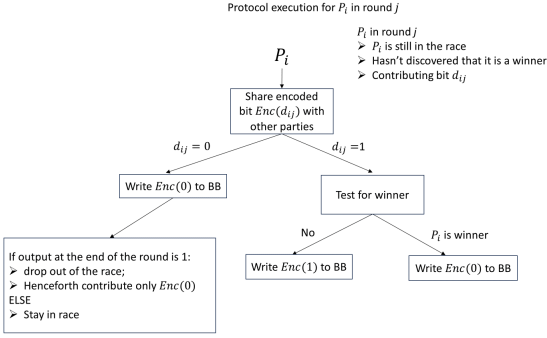 Protocol execution for P_i in round j
P_i in round j
➢ P_i is still in the race
➢ Hasn't discovered that it is a winner
➢ Contributing bit d_ij
P_i
Share encoded
bit Enc(d_ij) with
other parties
d_ij = 0
d_ij =1
Write Enc(0) to BB
Test for winner
If output at the end of the round is 1:
➢ drop out of the race;
➢ Henceforth contribute only Enc(0)
ELSE
➢ Stay in race
No
P_i is winner
Write Enc(1) to BB
Write Enc(0) to BB